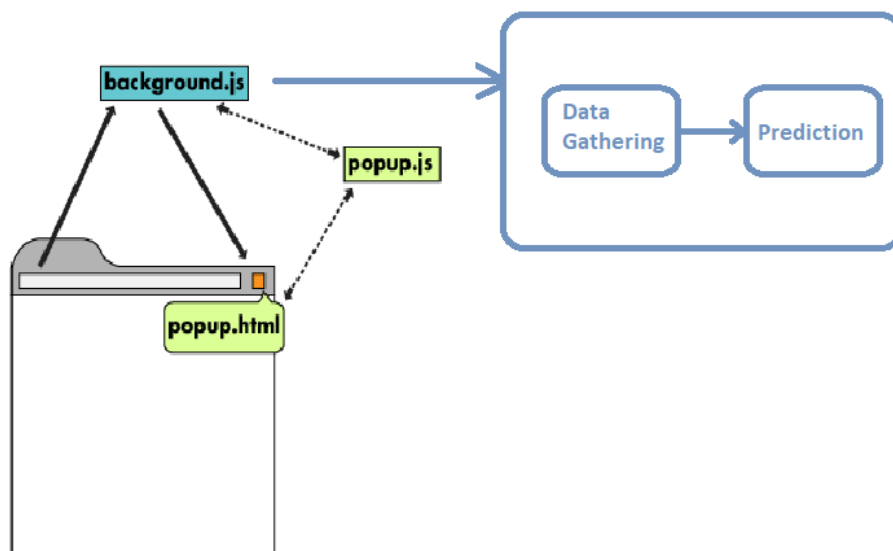 background.js
popup.js
popup.html
Data
Gathering
Prediction